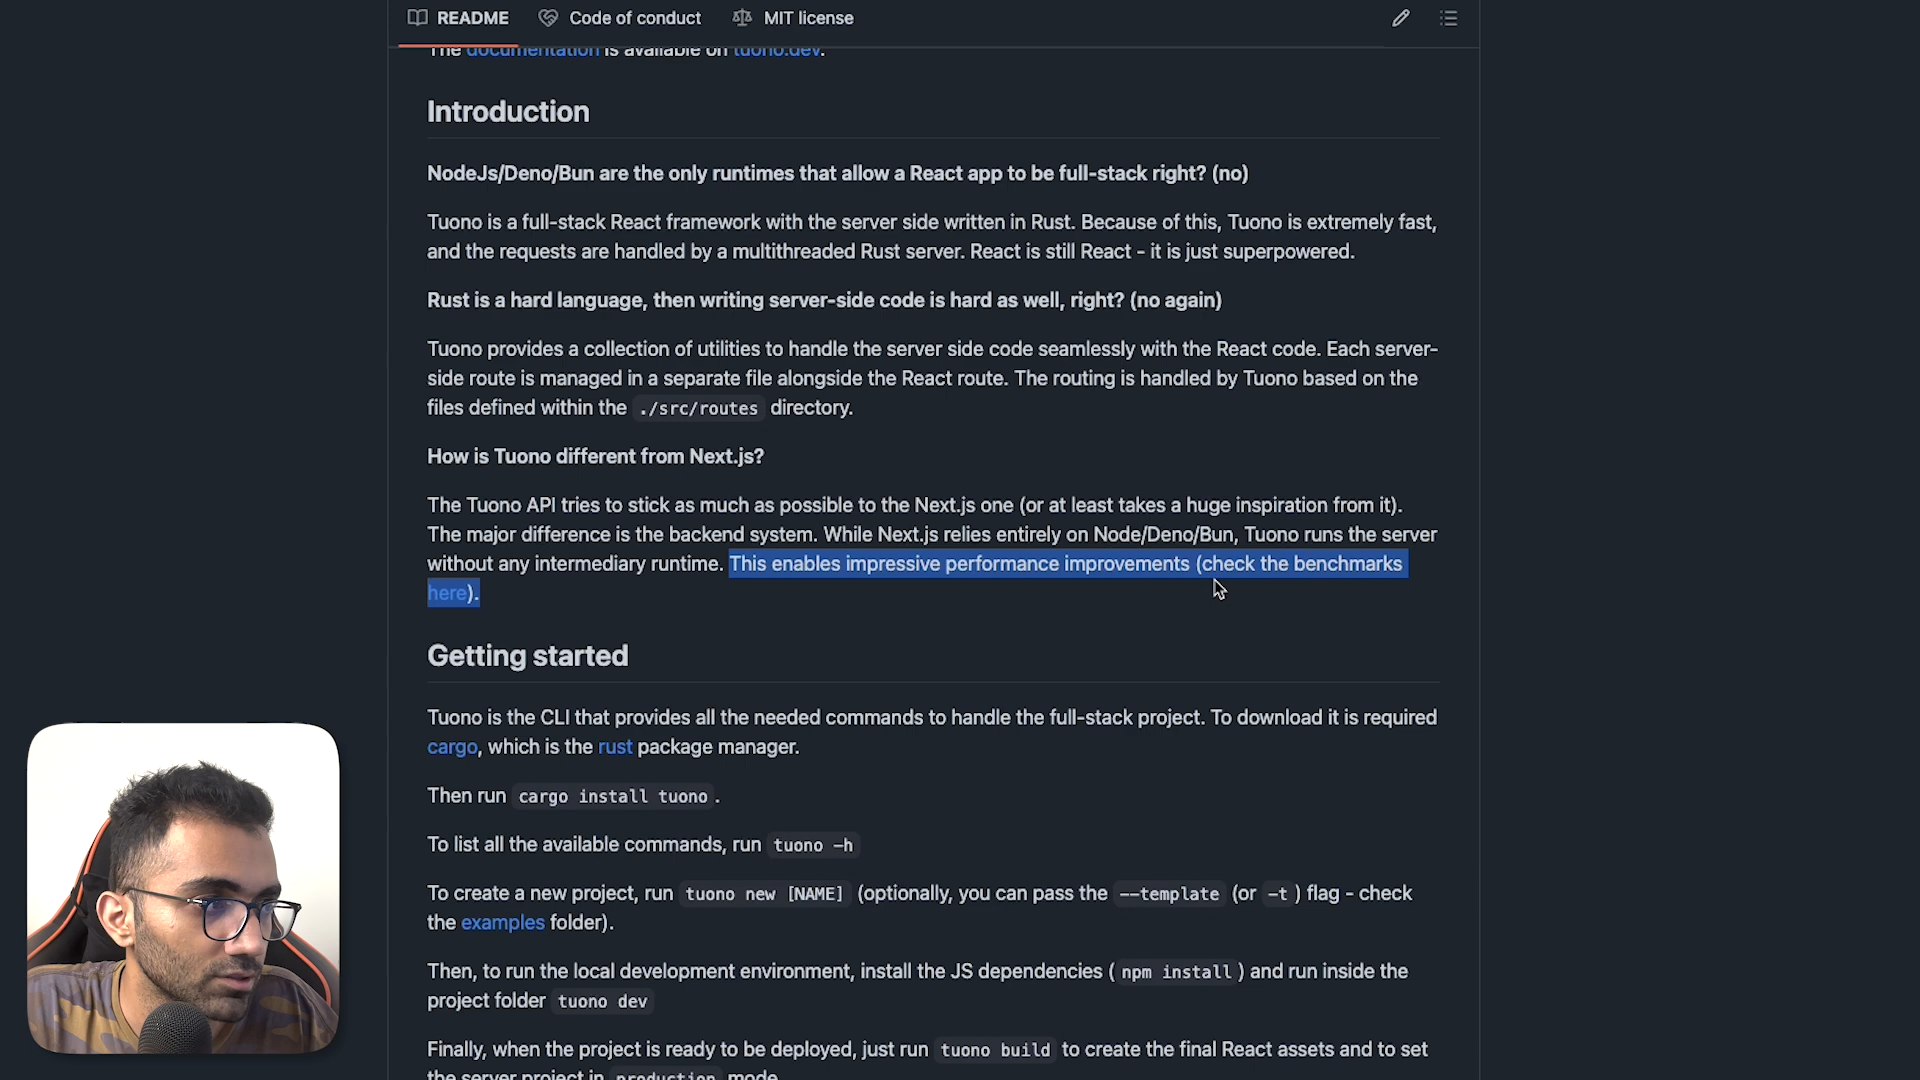 README
Code of conduct
MIT license
The documentation is available on tuono.dev.
Introduction
NodeJs/Deno/Bun are the only runtimes that allow a React app to be full-stack right? (no)
Tuono is a full-stack React framework with the server side written in Rust. Because of this, Tuono is extremely fast,
and the requests are handled by a multithreaded Rust server. React is still React - it is just superpowered.
Rust is a hard language, then writing server-side code is hard as well, right? (no again)
Tuono provides a collection of utilities to handle the server side code seamlessly with the React code. Each server-
side route is managed in a separate file alongside the React route. The routing is handled by Tuono based on the
files defined within the ./src/routes directory.
How is Tuono different from Next.js?
The Tuono API tries to stick as much as possible to the Next.js one (or at least takes a huge inspiration from it).
The major difference is the backend system. While Next.js relies entirely on Node/Deno/Bun, Tuono runs the server
without any intermediary runtime. This enables impressive performance improvements (check the benchmarks
here).
Getting started
Tuono is the CLI that provides all the needed commands to handle the full-stack project. To download it is required
cargo, which is the rust package manager.
Then run cargo install tuono.
To list all the available commands, run tuono -h
To create a new project, run tuono new [NAME] (optionally, you can pass the --template (or -t) flag - check
the examples folder).
Then, to run the local development environment, install the JS dependencies (npm install) and run inside the
project folder tuono dev
Finally, when the project is ready to be deployed, just run tuono build to create the final React assets and to set
the server project in production mode